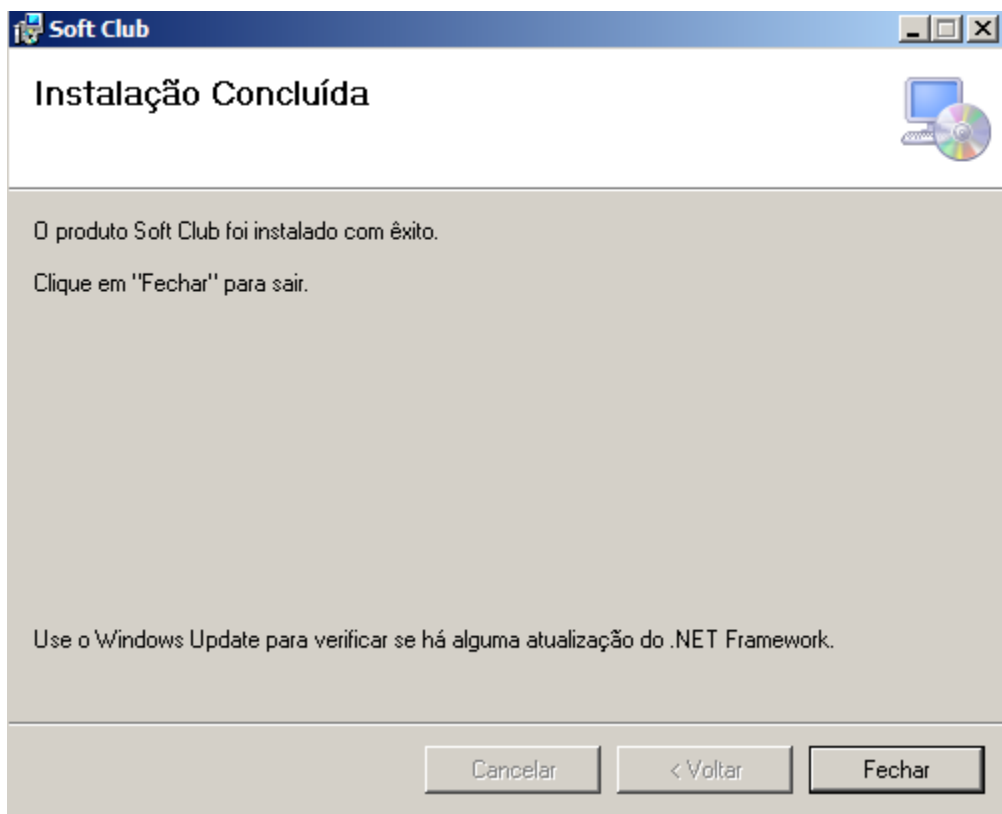 Soft Club
Instalação Concluída
O produto Soft Club foi instalado com êxito.
Clique em "Fechar" para sair.
Use o Windows Update para verificar se há alguma atualização do .NET Framework.
Cancelar
< Voltar
Fechar